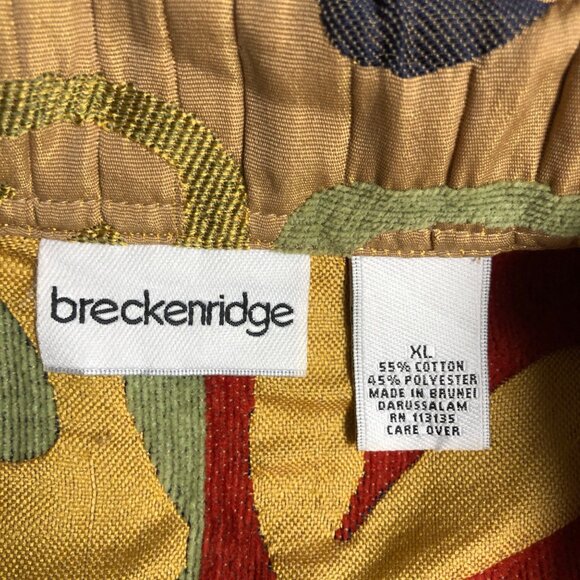 breckenridge
XL
55% COTTON
45% POLYESTER
MADE IN BRUNEI
DARUSSALAM
RN 113135
CARE OVER